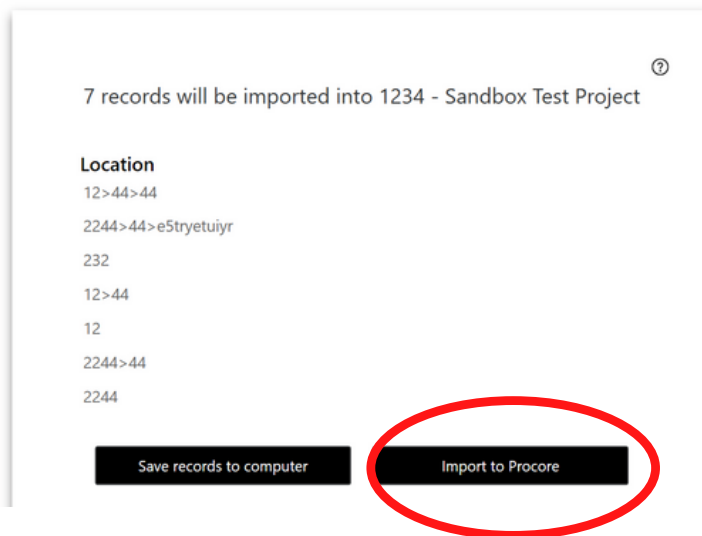 ?
7 records will be imported into 1234 - Sandbox Test Project
Location
12>44>44
2244>44>e5tryetuiyr
232
12>44
12
2244>44
2244
Save records to computer Import to Procore